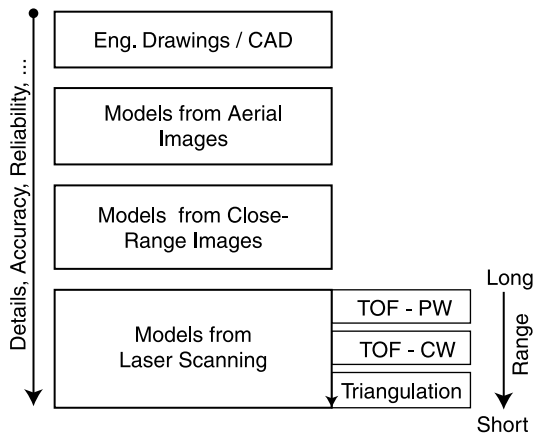 Details, Accuracy, Reliability, ...
Eng. Drawings / CAD
Models from Aerial
Images
Models from Close-
Range Images
Models from
Laser Scanning
TOF - PW
TOF - CW
Triangulation
Long
Range
Short